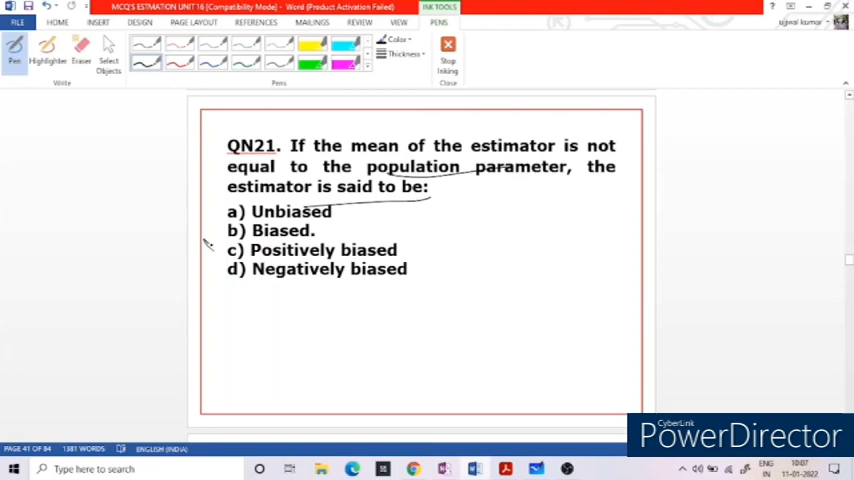 MCQ'S ESTMATION UNIT 16 [Compatibility Mode] - Word (Product Activation Failed)
INK TOOLS
FILE HOME INSERT DESIGN PAGE LAYOUT REFERENCES MAILINGS REVIEW VIEW PENS
ujjwal kumar
Pen Highlighter Eraser Select Objects
Color
Thickness
Stop Inking
Write Pens Close
QN21. If the mean of the estimator is not
equal to the population parameter, the
estimator is said to be:
a) Unbiased
b) Biased.
c) Positively biased
d) Negatively biased
CyberLink
PowerDirector
PAGE 41 OF 84 1381 WORDS ENGLISH (INDIA)
Type here to search
ENG
IN
10:07
11-01-2022